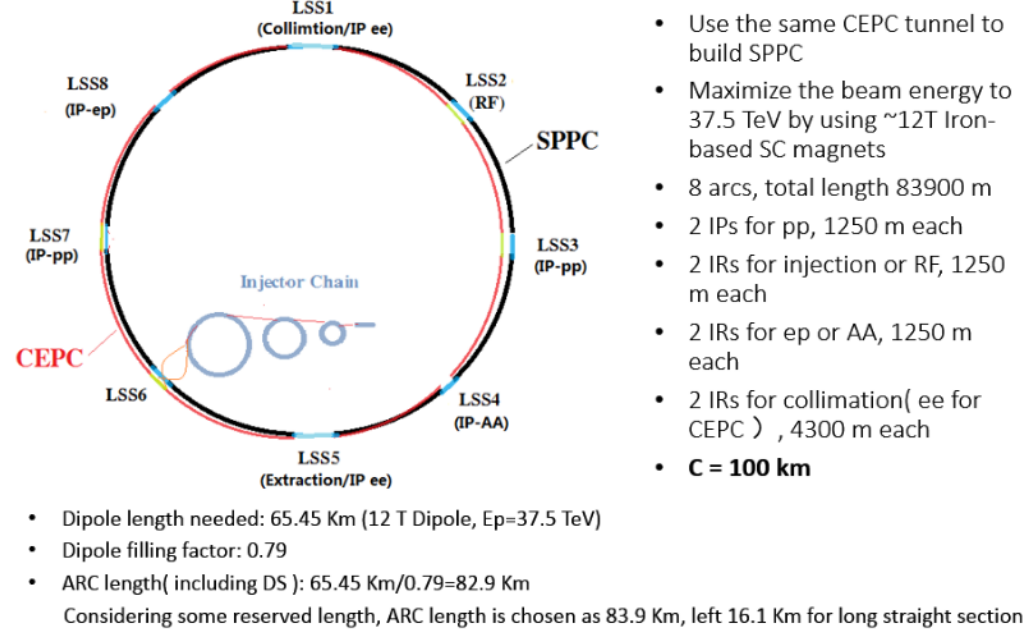 LSS1
(Collimtion/IP ee)
LSS2
(RF)
SPPC
LSS3
(IP-pp)
LSS4
(IP-AA)
LSS5
(Extraction/IP ee)
LSS6
CEPC
LSS7
(IP-pp)
LSS8
(IP-ep)
Injector Chain
• Use the same CEPC tunnel to
build SPPC
• Maximize the beam energy to
37.5 TeV by using ~12T Iron-
based SC magnets
• 8 arcs, total length 83900 m
• 2 IPs for pp, 1250 m each
• 2 IRs for injection or RF, 1250
m each
• 2 IRs for ep or AA, 1250 m
each
• 2 IRs for collimation( ee for
CEPC ） , 4300 m each
• C = 100 km
• Dipole length needed: 65.45 Km (12 T Dipole, Ep=37.5 TeV)
• Dipole filling factor: 0.79
• ARC length( including DS ): 65.45 Km/0.79=82.9 Km
Considering some reserved length, ARC length is chosen as 83.9 Km, left 16.1 Km for long straight section